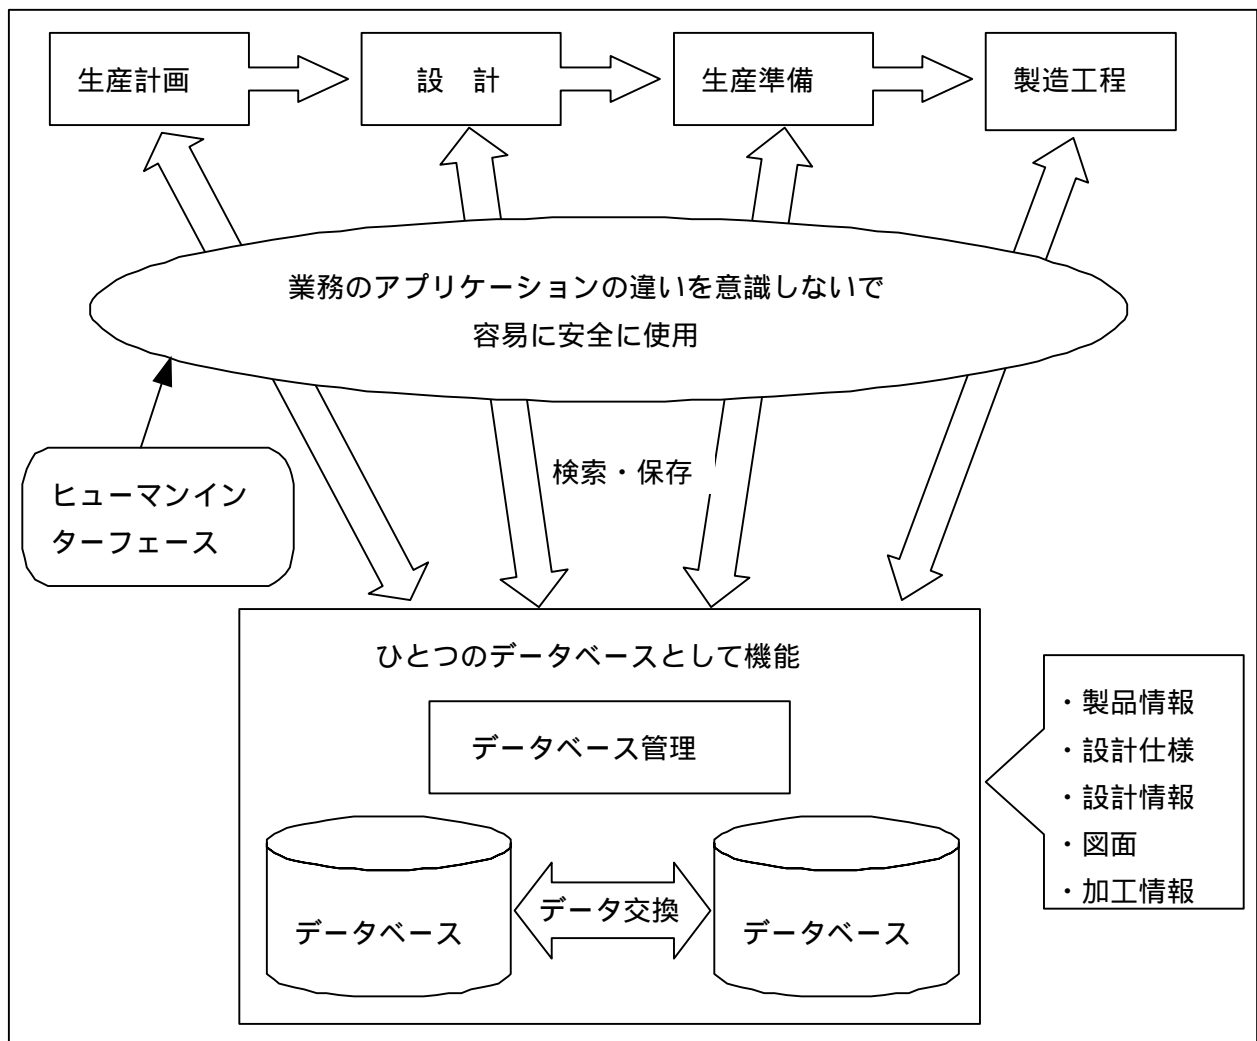 生産計画
設　計
生産準備
製造工程
業務のアプリケーションの違いを意識しないで
容易に安全に使用
検索・保存
ヒューマンイン
ターフェース
ひとつのデータベースとして機能
データベース管理
・製品情報
・設計仕様
・設計情報
・図面
・加工情報
データベース
データ交換
データベース